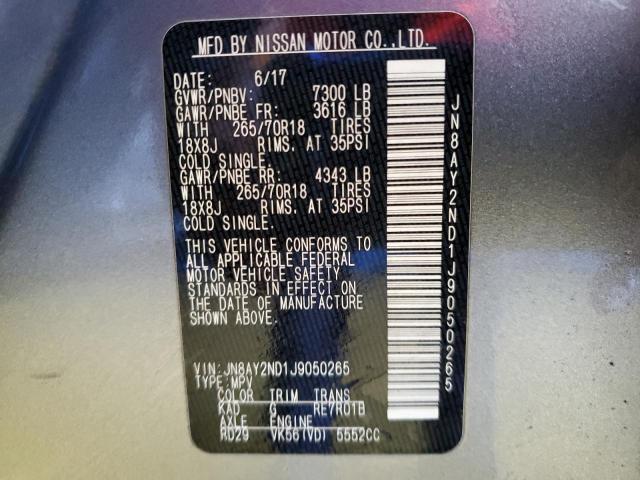 MFD BY NISSAN MOTOR CO.,LTD.
DATE: 6/17
GVWR/PNBV: 7300 LB
GAWR/PNBE FR: 3616 LB
WITH 265/70R18 TIRES
18X8J RIMS. AT 35PSI
COLD SINGLE.
GAWR/PNBE RR: 4343 LB
WITH 265/70R18 TIRES
18X8J RIMS. AT 35PSI
COLD SINGLE.
THIS VEHICLE CONFORMS TO
ALL APPLICABLE FEDERAL
MOTOR VEHICLE SAFETY
STANDARDS IN EFFECT ON
THE DATE OF MANUFACTURE
SHOWN ABOVE.
VIN:JN8AY2ND1J9050265
TYPE:MPV
COLOR TRIM TRANS
KAD G RE7R01B
AXLE ENGINE
RD29 VK56(VD) 5552CC
JN8AY2ND1J9050265